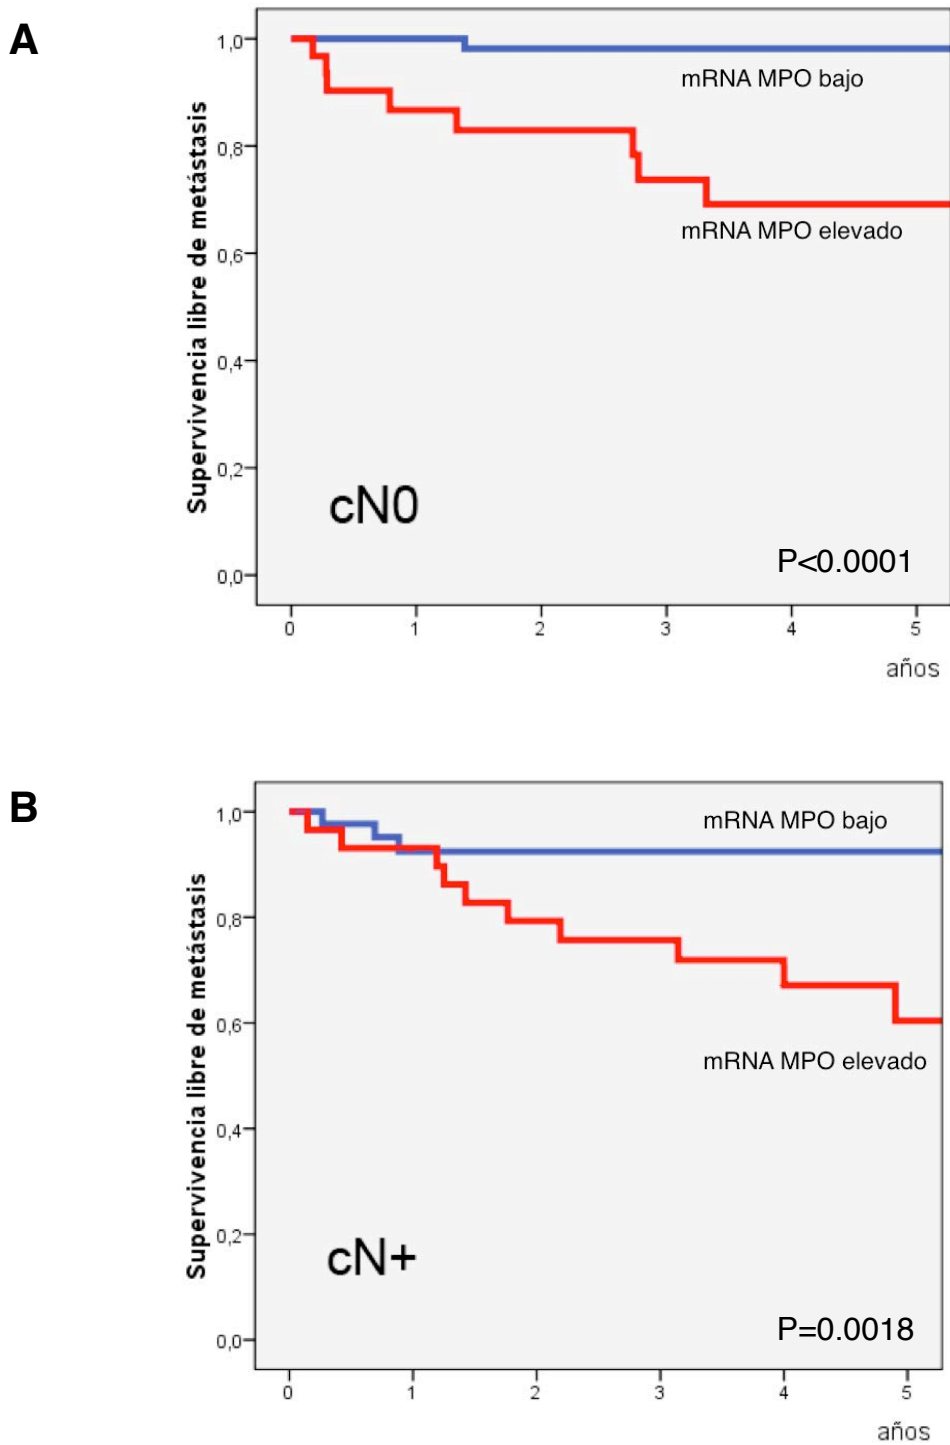 A
Supervivencia libre de metástasis
1,0
0,8
0,6
0,4
0,2
0,0
mRNA MPO bajo
mRNA MPO elevado
cN0
P<0.0001
0 1 2 3 4 5
años
B
Supervivencia libre de metástasis
1,0
0,8
0,6
0,4
0,2
0,0
mRNA MPO bajo
mRNA MPO elevado
cN+
P=0.0018
0 1 2 3 4 5
años